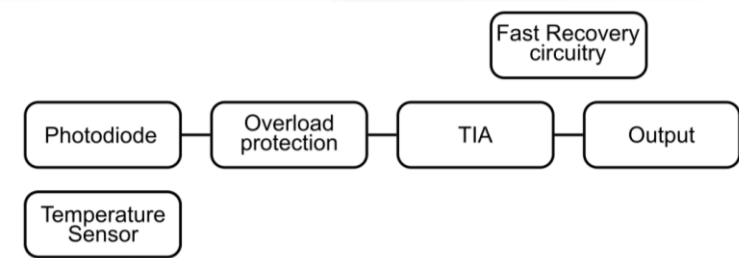 Fast Recovery
circuitry
Photodiode
Overload
protection
TIA
Output
Temperature
Sensor